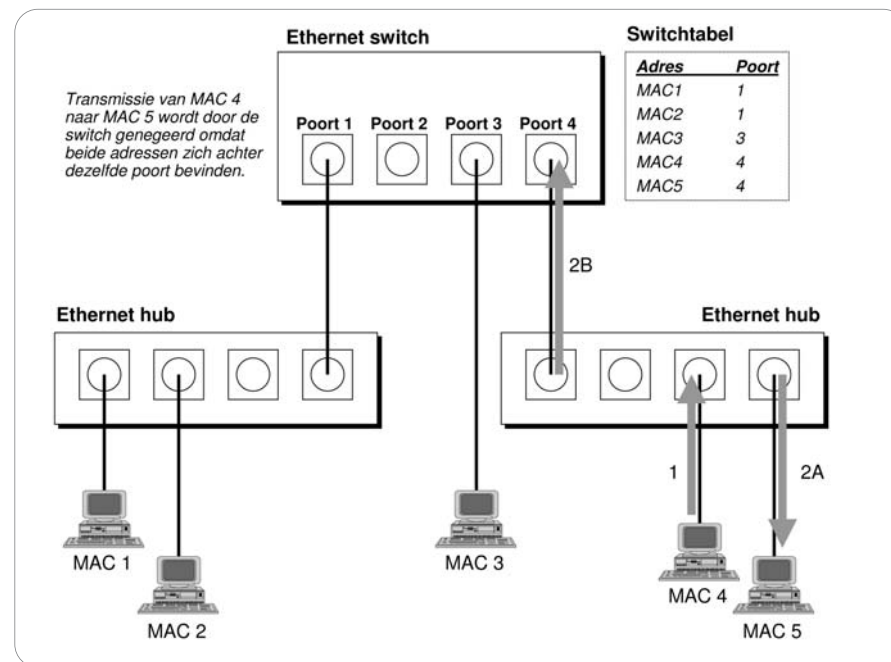 Ethernet switch
Switchtabel
Adres Poort
MAC1 1
MAC2 1
MAC3 3
MAC4 4
MAC5 4
Transmissie van MAC 4
naar MAC 5 wordt door de
switch genegeerd omdat
beide adressen zich achter
dezelfde poort bevinden.
Poort 1 Poort 2 Poort 3 Poort 4
2B
Ethernet hub
Ethernet hub
1
2A
MAC 1
MAC 2
MAC 3
MAC 4
MAC 5